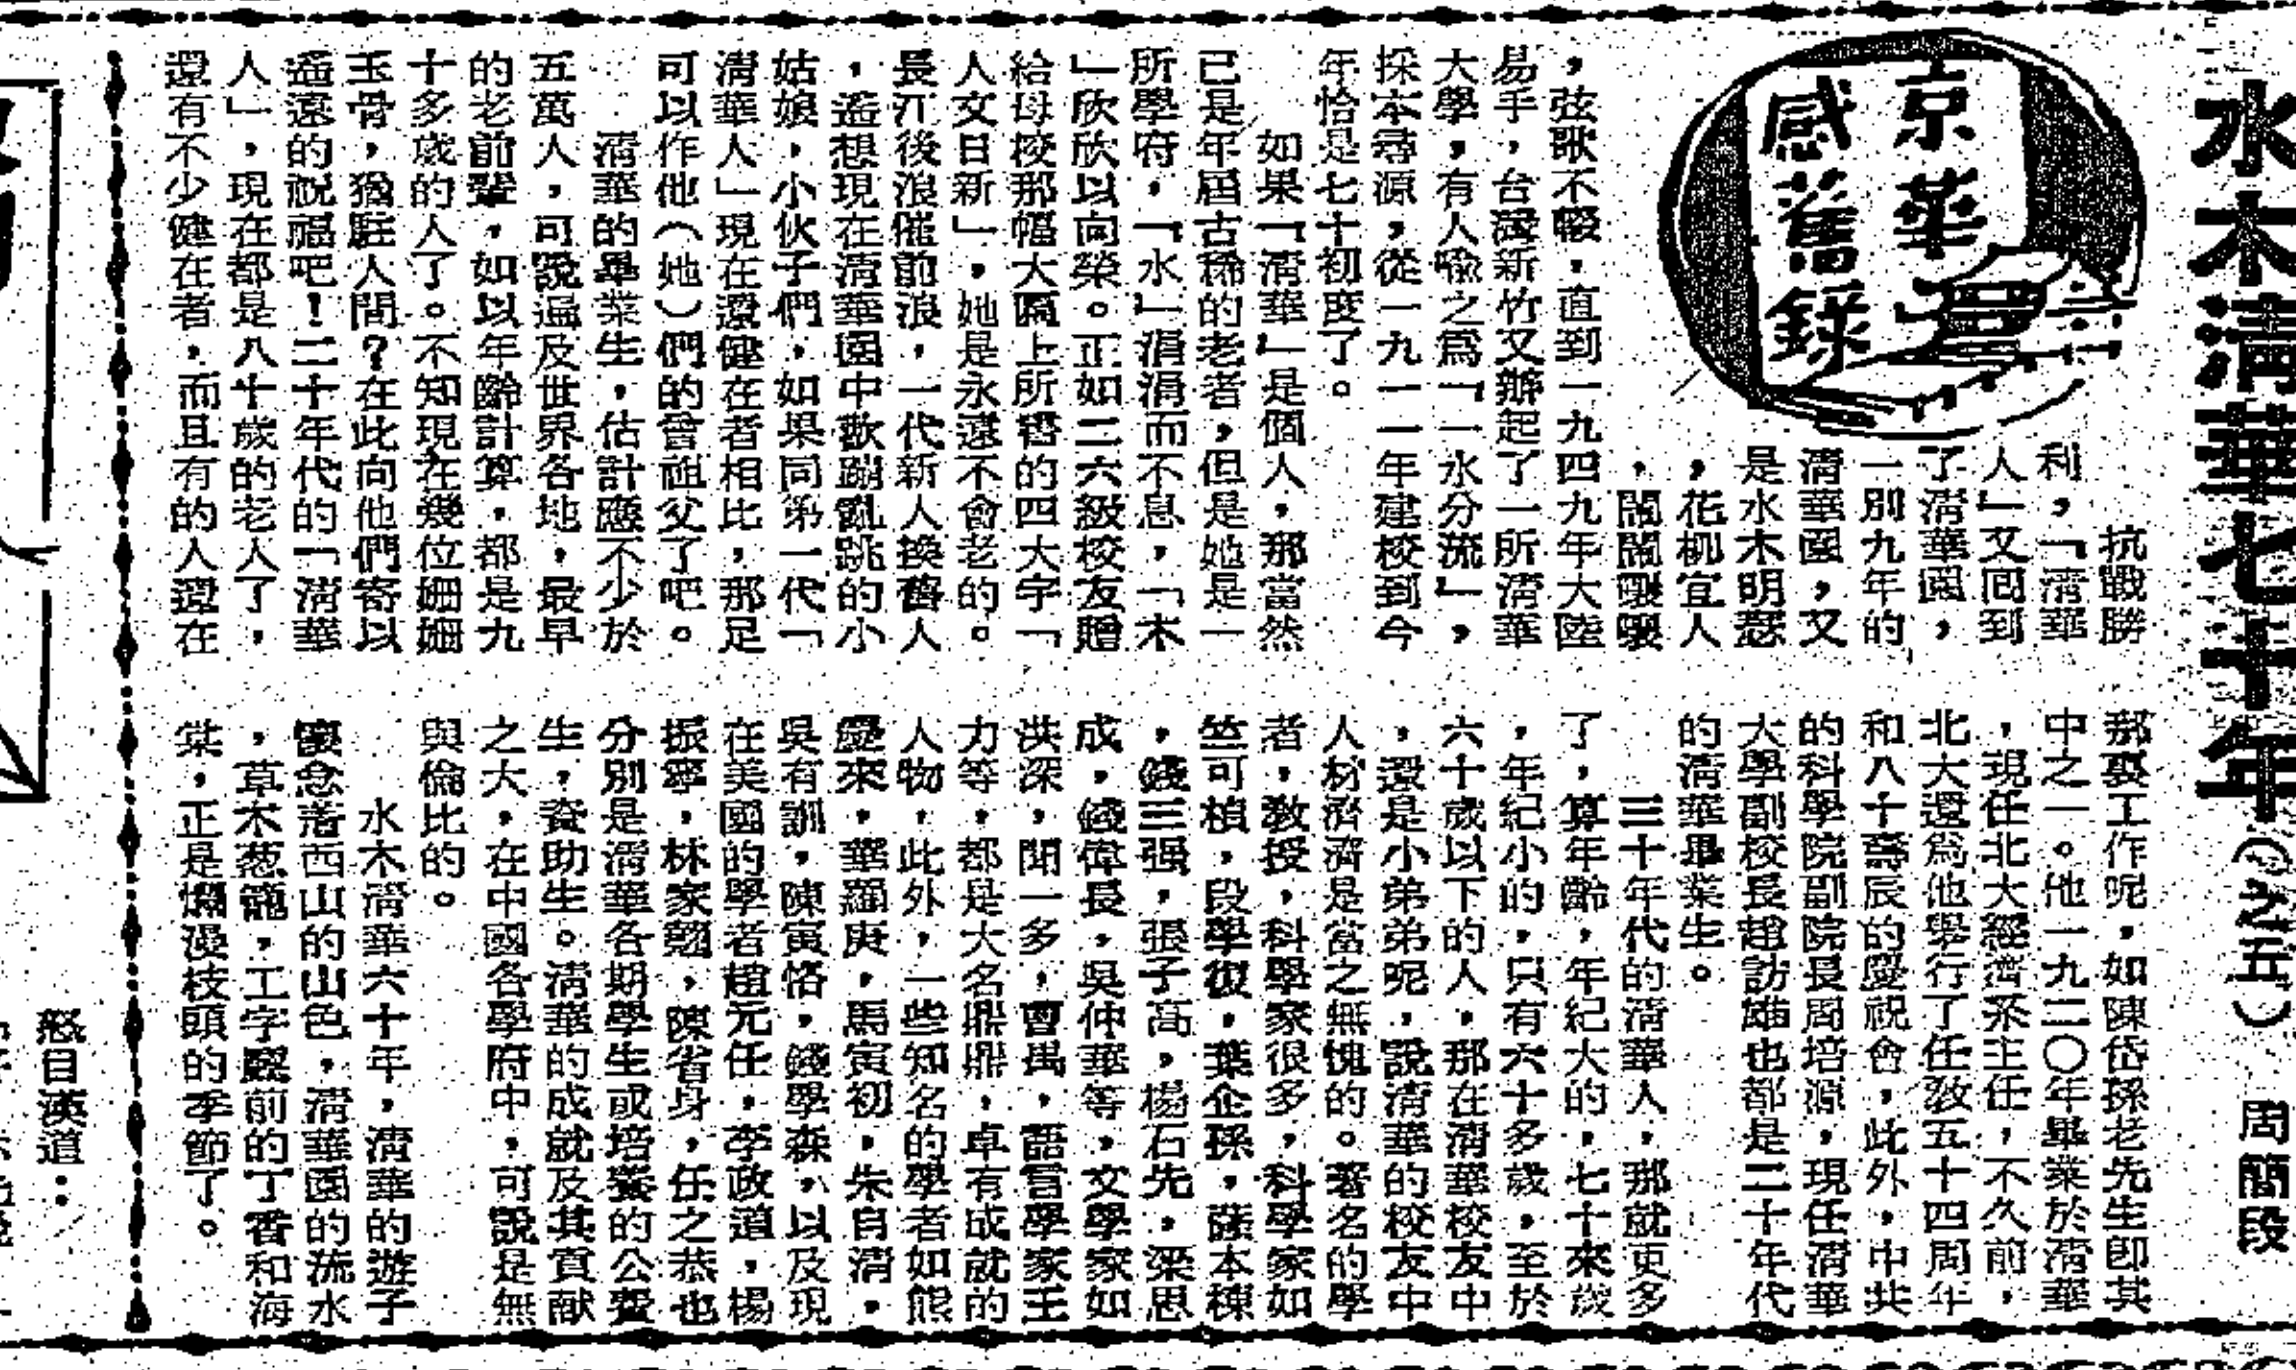 水木清華七十年（之五）
周簡段
京華
感舊錄
抗戰勝
利，「清華
人」又回到
了清華園，
一別九年的
清華園，又
是水木明瑟
，花柳宜人
，鬧鬧嚷嚷
，弦歌不輟，直到一九四九年大陸
易手，台灣新竹又辦起了一所清華
大學，有人喻之爲「一水分流」，
採本尋源，從一九一一年建校到今
年恰是七十初度了。
如果「清華」是個人，那當然
已是年屆古稀的老者，但是她是一
所學府，「水」涓涓而不息，「木
」欣欣以向榮。正如二六級校友贈
給母校那幅大匾上所書的四大字「
人文日新」，她是永遠不會老的。
長江後浪催前浪，一代新人換舊人
，遙想現在清華園中歡蹦亂跳的小
姑娘，小伙子們，如果同第一代「
清華人」現在還健在者相比，那足
可以作他（她）們的曾祖父了吧。
清華的畢業生，估計應不少於
五萬人，可說遍及世界各地，最早
的老前輩，如以年齡計算，都是九
十多歲的人了。不知現在幾位姍姍
玉骨，猶駐人間？在此向他們寄以
遙遠的祝福吧！二十年代的「清華
人」，現在都是八十歲的老人了，
還有不少健在者，而且有的人還在
那裏工作呢，如陳岱孫老先生卽其
中之一。他一九二〇年畢業於清華
，現任北大經濟系主任，不久前，
北大還爲他舉行了任敎五十四周年
和八十壽辰的慶祝會，此外，中共
的科學院副院長周培源，現任清華
大學副校長趙訪熊也都是二十年代
的清華畢業生。
三十年代的清華人，那就更多
了，算年齡，年紀大的，七十來歲
，年紀小的，只有六十多歲，至於
六十歲以下的人，那在清華校友中
，還是小弟弟呢，說清華的校友中
人材濟濟是當之無愧的。著名的學
者，敎授，科學家很多，科學家如
竺可楨，段學復，葉企孫，薩本棟
，錢三强，張子高，楊石先，梁思
成，錢偉長，吳仲華等，文學家如
洪深，聞一多，曹禺，語言學家王
力等，都是大名鼎鼎，卓有成就的
人物，此外，一些知名的學者如熊
慶來，華羅庚，馬寅初，朱自清，
吳有訓，陳寅恪，錢學森，以及現
在美國的學者趙元任，李政道，楊
振寧，林家翹，陳省身，任之恭也
分別是清華各期學生或培養的公費
生，資助生。清華的成就及其貢献
之大，在中國各學府中，可說是無
與倫比的。
水木清華六十年，清華的遊子
懷念着西山的山色，清華園的流水
，草木葱籠，工字廳前的丁香和海
棠，正是爛漫枝頭的季節了。
怒目漢道：